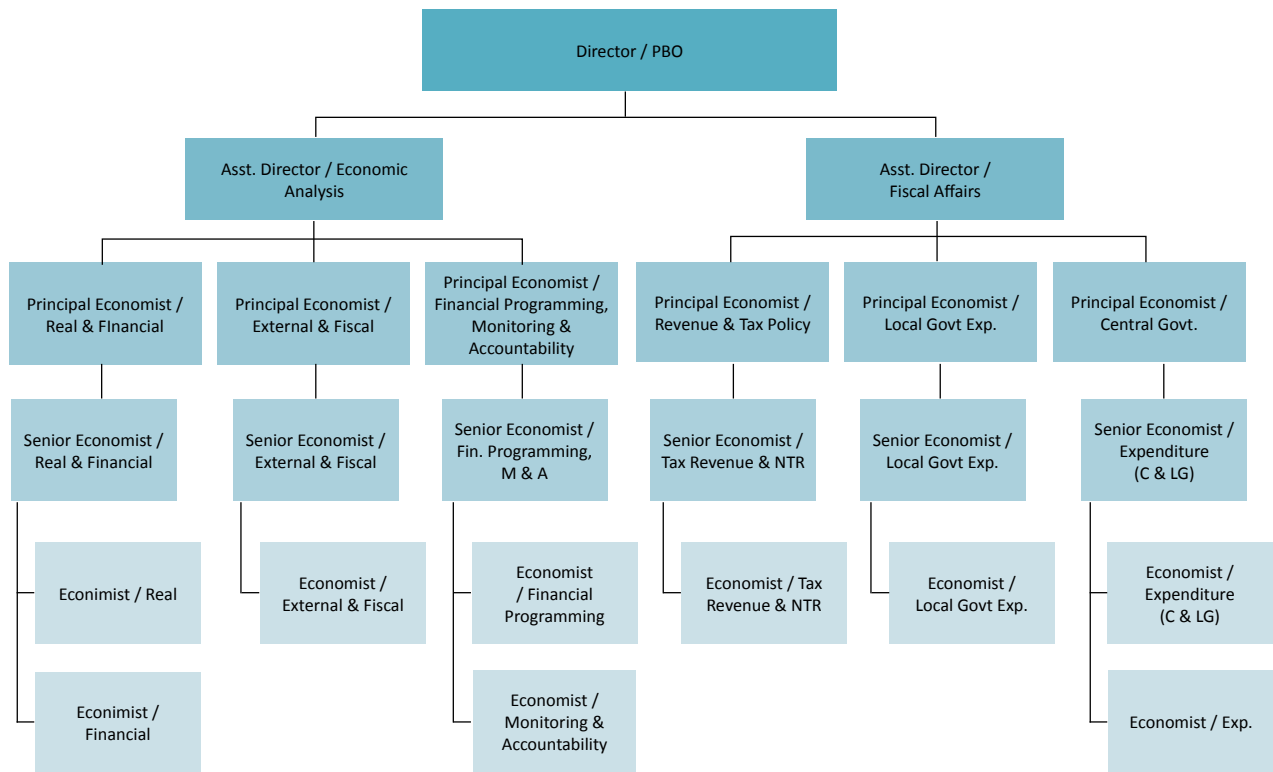 Director / PBO
Asst. Director / Economic
Analysis
Asst. Director /
Fiscal Affairs
Principal Economist /
Real & FInancial
Principal Economist /
External & Fiscal
Principal Economist /
Financial Programming,
Monitoring &
Accountability
Principal Economist /
Revenue & Tax Policy
Principal Economist /
Local Govt Exp.
Principal Economist /
Central Govt.
Senior Economist /
Real & Financial
Senior Economist /
External & Fiscal
Senior Economist /
Fin. Programming,
M & A
Senior Economist /
Tax Revenue & NTR
Senior Economist /
Local Govt Exp.
Senior Economist /
Expenditure
(C & LG)
Econimist / Real
Economist /
External & Fiscal
Economist
/ Financial
Programming
Economist / Tax
Revenue & NTR
Economist /
Local Govt Exp.
Economist /
Expenditure
(C & LG)
Econimist /
Financial
Economist /
Monitoring &
Accountability
Economist / Exp.